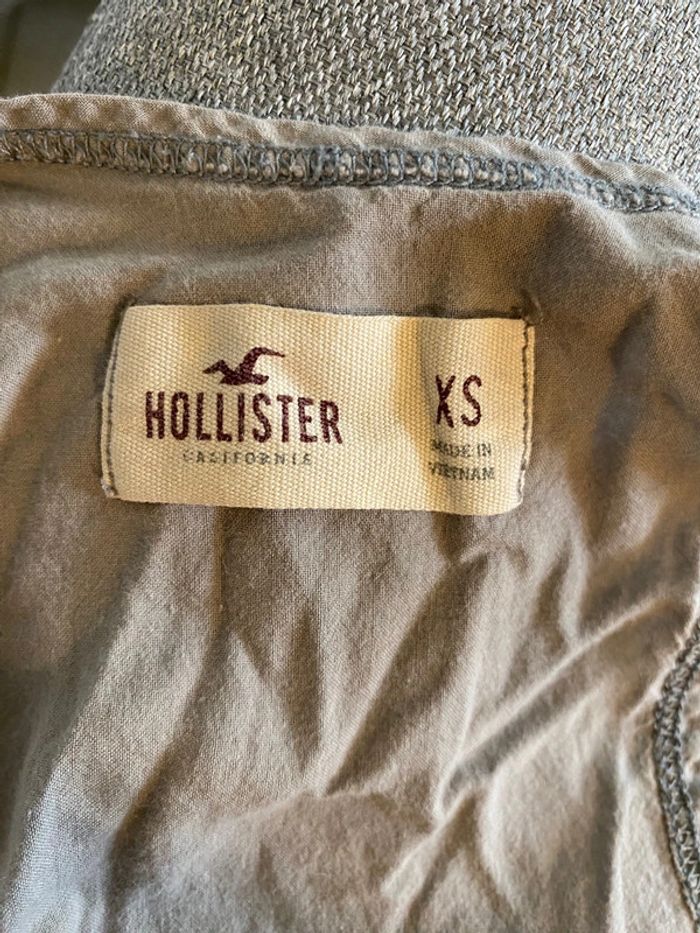 HOLLISTER
CALIFORNIA
XS
MADE IN
VIETNAM